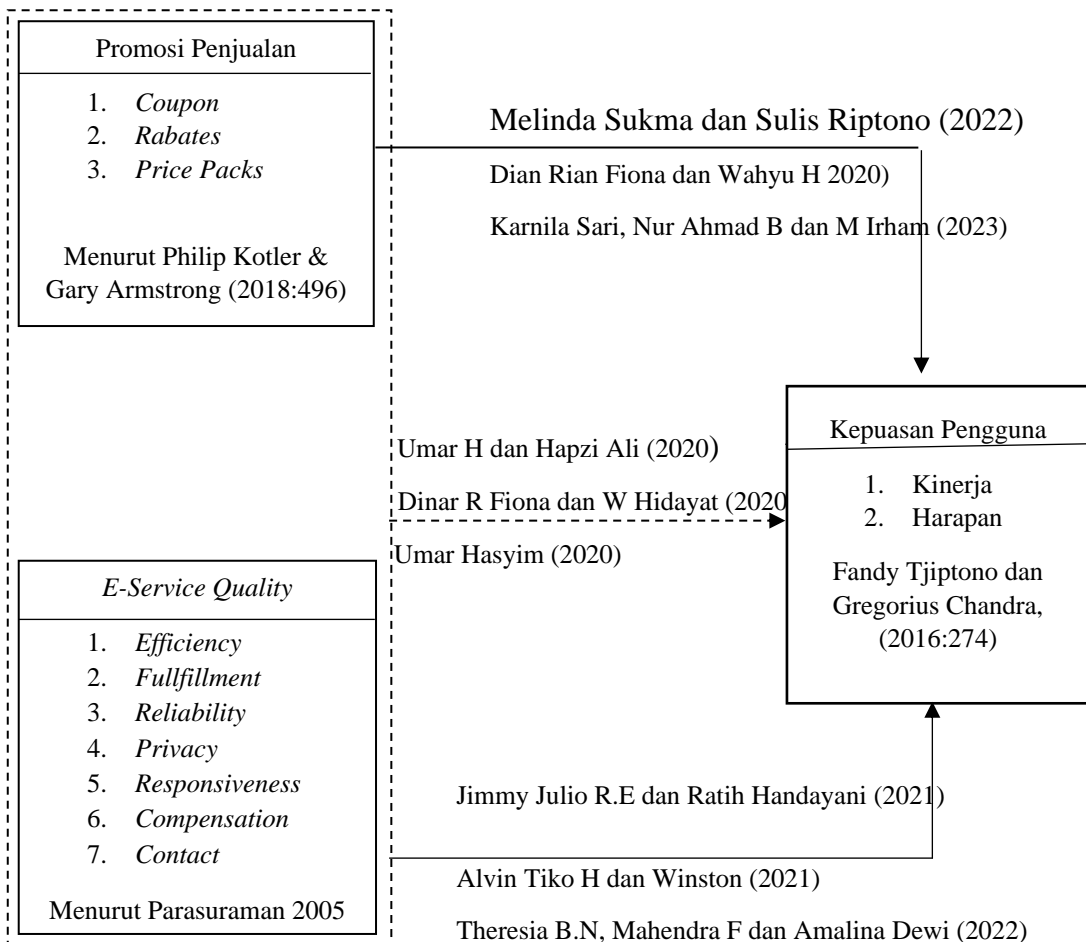 Promosi Penjualan
1. Coupon
2. Rabates
3. Price Packs
Menurut Philip Kotler &
Gary Armstrong (2018:496)
Melinda Sukma dan Sulis Riptono (2022)
Dian Rian Fiona dan Wahyu H 2020)
Karnila Sari, Nur Ahmad B dan M Irham (2023)
Umar H dan Hapzi Ali (2020)
Dinar R Fiona dan W Hidayat (2020
Umar Hasyim (2020)
Kepuasan Pengguna
1. Kinerja
2. Harapan
Fandy Tjiptono dan
Gregorius Chandra,
(2016:274)
E-Service Quality
1. Efficiency
2. Fullfillment
3. Reliability
4. Privacy
5. Responsiveness
6. Compensation
7. Contact
Menurut Parasuraman 2005
Jimmy Julio R.E dan Ratih Handayani (2021)
Alvin Tiko H dan Winston (2021)
Theresia B.N, Mahendra F dan Amalina Dewi (2022)